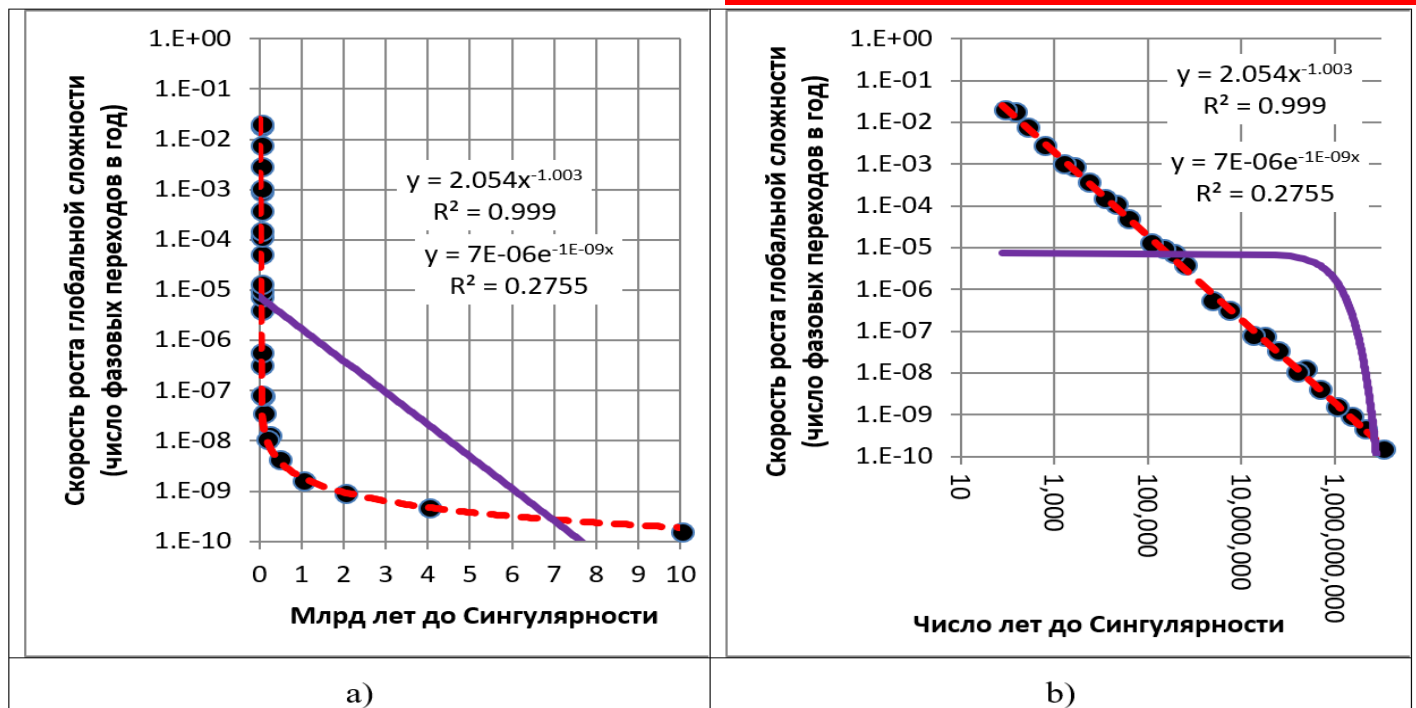 Скорость роста глобальной сложности
(число фазовых переходов в год)
1.E+00
1.E-01
1.E-02
1.E-03
1.E-04
1.E-05
1.E-06
1.E-07
1.E-08
1.E-09
1.E-10
y = 2.054x-1.003
R² = 0.999
y = 7E-06e-1E-09x
R² = 0.2755
0 1 2 3 4 5 6 7 8 9 10
Млрд лет до Сингулярности
a)
Скорость роста глобальной сложности
(число фазовых переходов в год)
1.E+00
1.E-01
1.E-02
1.E-03
1.E-04
1.E-05
1.E-06
1.E-07
1.E-08
1.E-09
1.E-10
y = 2.054x-1.003
R² = 0.999
y = 7E-06e-1E-09x
R² = 0.2755
10
1,000
100,000
10,000,000
1,000,000,000
Число лет до Сингулярности
b)